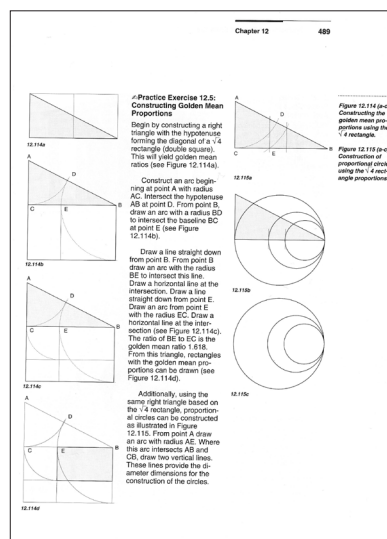 Chapter 12 489
✍Practice Exercise 12.5:
Constructing Golden Mean
Proportions
Begin by constructing a right
triangle with the hypotenuse
forming the diagonal of a √4
rectangle (double square).
This will yield golden mean
ratios (see Figure 12.114a).
Construct an arc begin-
ning at point A with radius
AC. Intersect the hypotenuse
AB at point D. From point B,
draw an arc with a radius BD
to intersect the baseline BC
at point E (see Figure
12.114b).
Draw a line straight down
from point B. From point B
draw an arc with the radius
BE to intersect this line.
Draw a horizontal line at the
intersection. Draw a line
straight down from point E.
Draw an arc from point E
with the radius EC. Draw a
horizontal line at the inter-
section (see Figure 12.114c).
The ratio of BE to EC is the
golden mean ratio 1.618.
From this triangle, rectangles
with the golden mean pro-
portions can be drawn (see
Figure 12.114d).
Additionally, using the
same right triangle based on
the √4 rectangle, proportion-
al circles can be constructed
as illustrated in Figure
12.115. From point A draw
an arc with radius AE. Where
this arc intersects AB and
CB, draw two vertical lines.
These lines provide the di-
ameter dimensions for the
construction of the circles.
12.114a
A
D
C E B
12.114b
A
D
C E B
12.114c
A
D
C E B
12.114d
A
D
C E B
12.115a
12.115b
12.115c
Figure 12.114 (a-d
Constructing the
golden mean pro-
portions using the
√4 rectangle.
Figure 12.115 (a-c
Construction of
proportional circle
using the √4 rect-
angle proportions